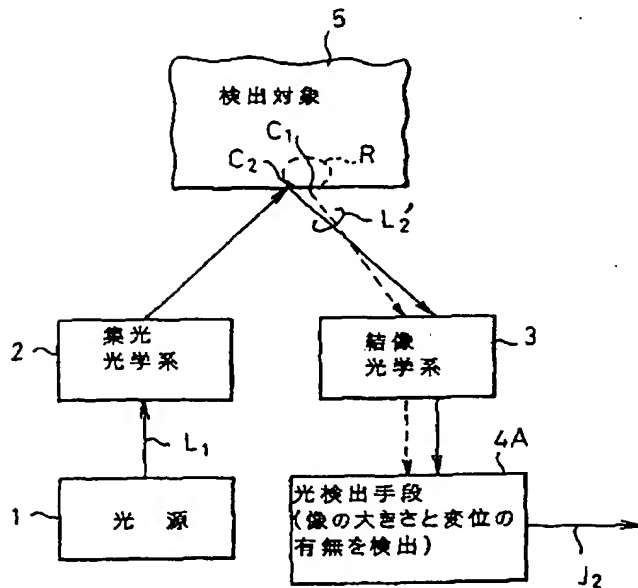 5
検出対象
C₁
R
C₂
L₂'
2
集光
光学系
結像
光学系
3
L₁
4A
1
光源
光検出手段
(像の大きさと変位の
有無を検出)
J₂